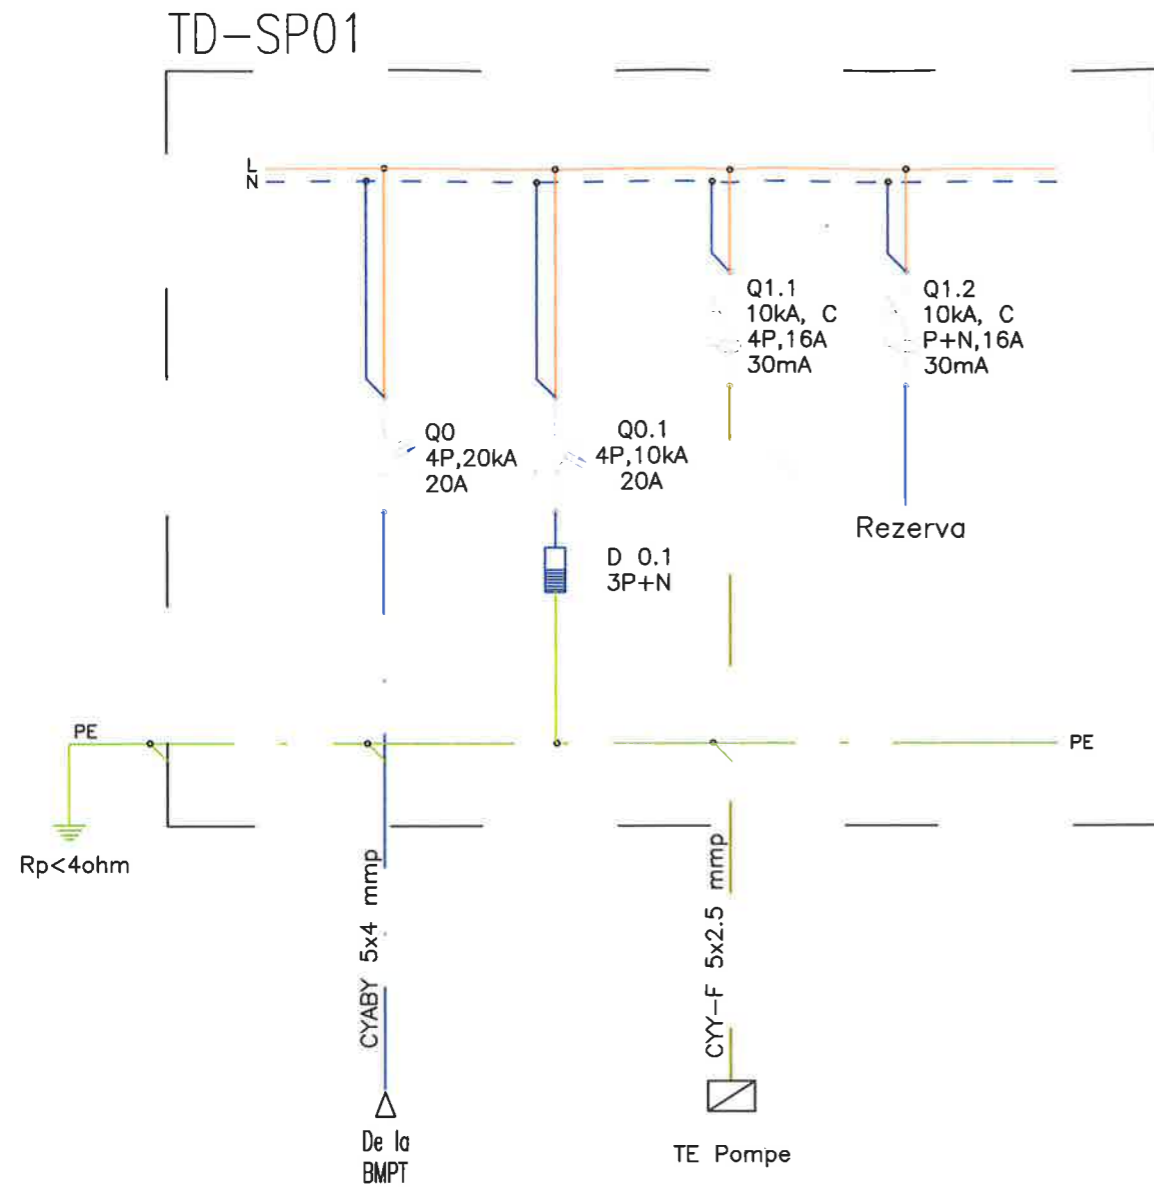 TD-SP01
L
N
Q1.1
10kA, C
4P,16A
30mA
Q1.2
10kA, C
P+N,16A
30mA
Q0
4P,20kA
20A
Q0.1
4P,10kA
20A
Rezerva
D 0.1
3P+N
PE
PE
Rp<4ohm
CYABY 5x4 mmp
CYY-F 5x2.5 mmp
De la
BMPT
TE Pompe